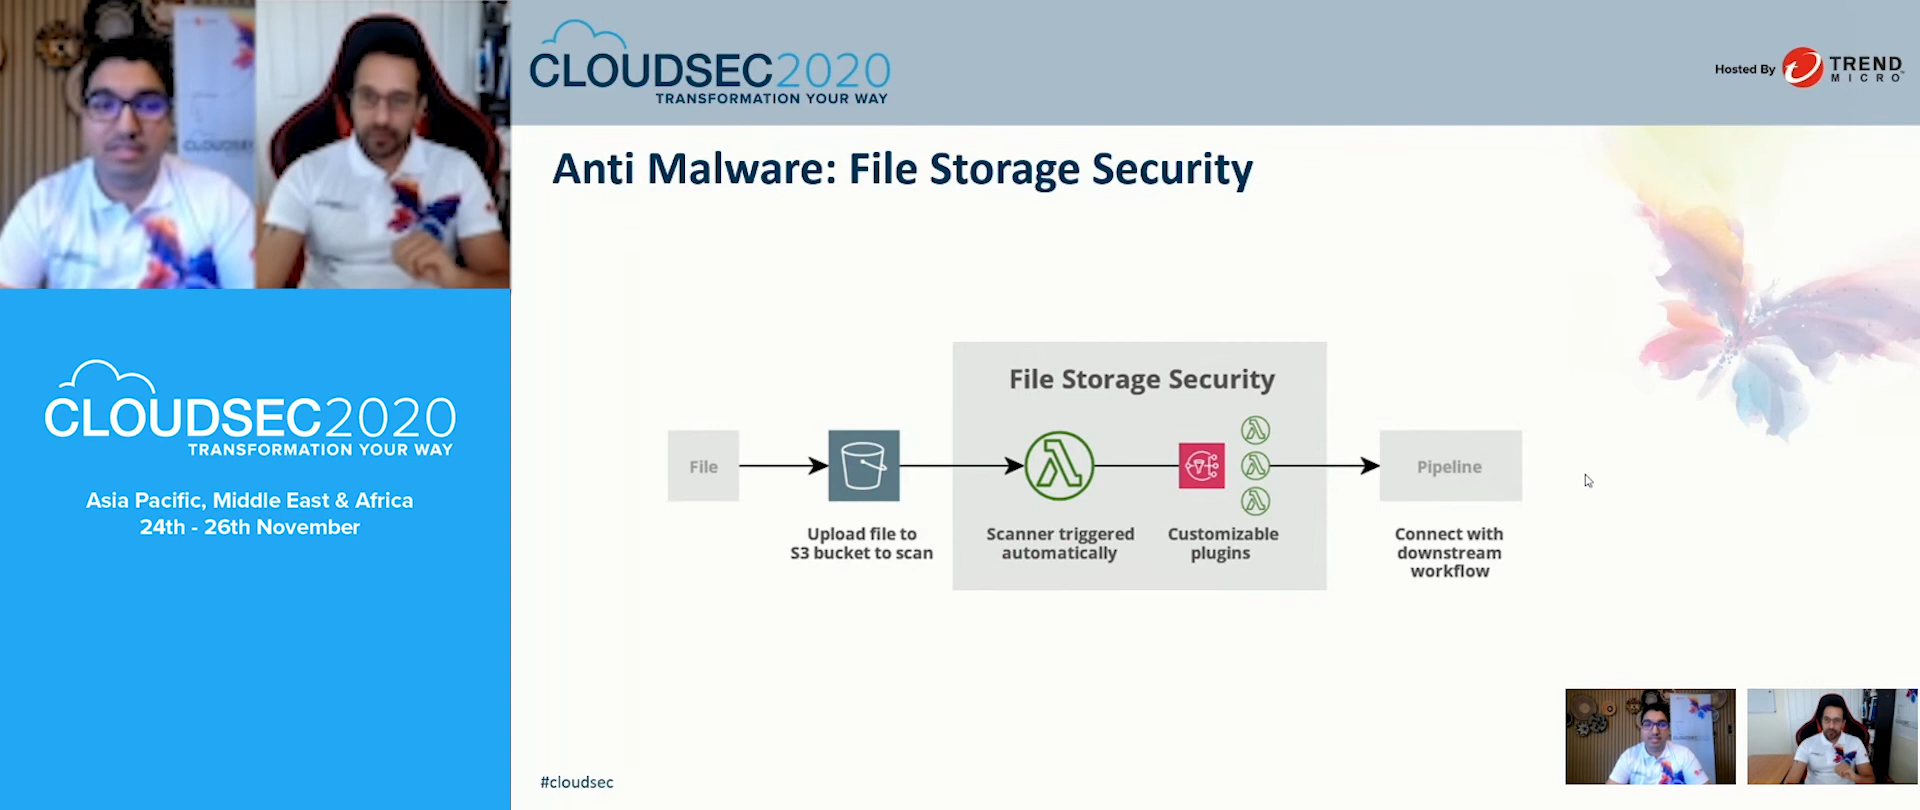 CLOUDSEC2020
TRANSFORMATION YOUR WAY
Asia Pacific, Middle East & Africa
24th - 26th November
CLOUDSEC2020
TRANSFORMATION YOUR WAY
Hosted By
TREND
MICRO
Anti Malware: File Storage Security
File Storage Security
File
Upload file to
S3 bucket to scan
Scanner triggered
automatically
Customizable
plugins
Pipeline
Connect with
downstream
workflow
#cloudsec
CLOUDSEC
CLOUDSEC2020